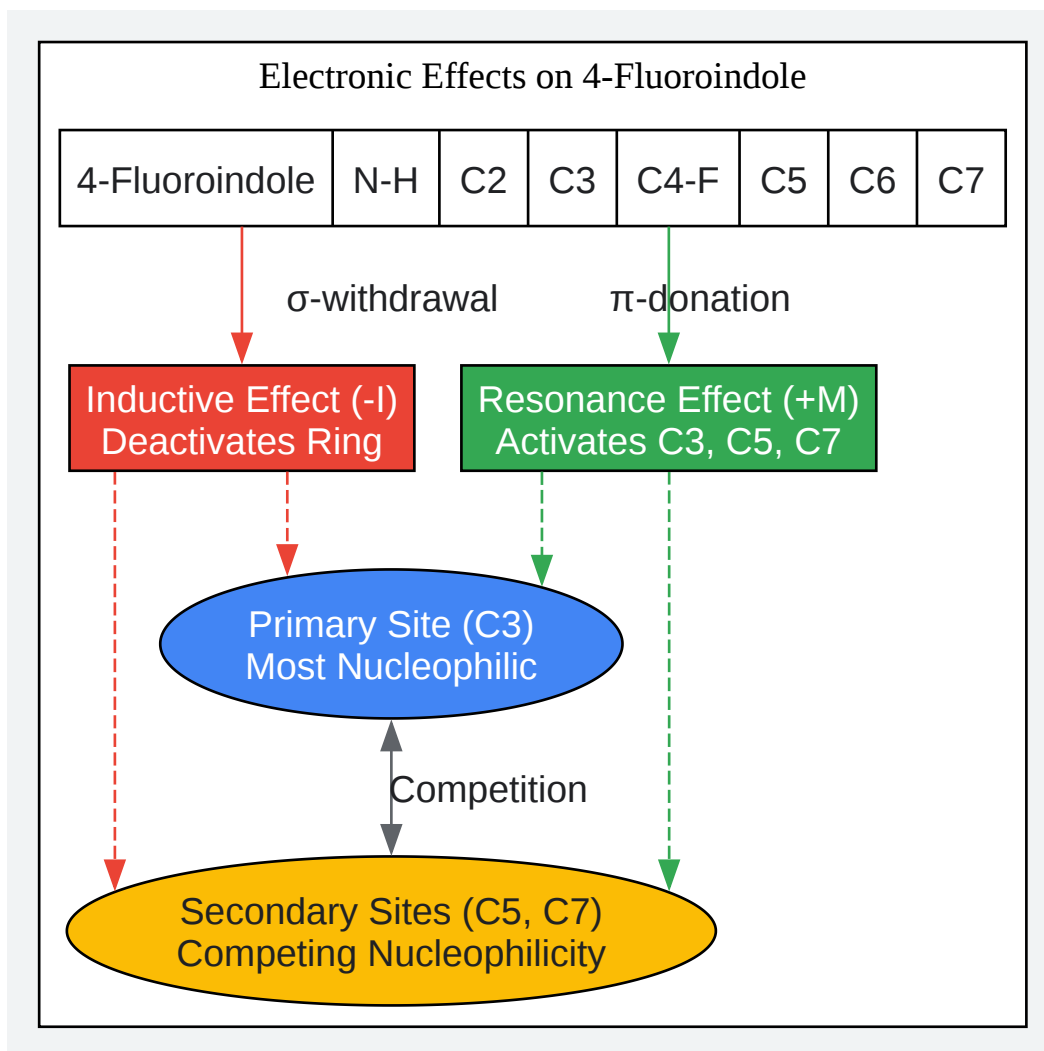 Electronic Effects on 4-Fluoroindole
4-Fluoroindole N-H C2 C3 C4-F C5 C6 C7
σ-withdrawal π-donation
Inductive Effect (-I)
Deactivates Ring
Resonance Effect (+M)
Activates C3, C5, C7
Primary Site (C3)
Most Nucleophilic
Competition
Secondary Sites (C5, C7)
Competing Nucleophilicity